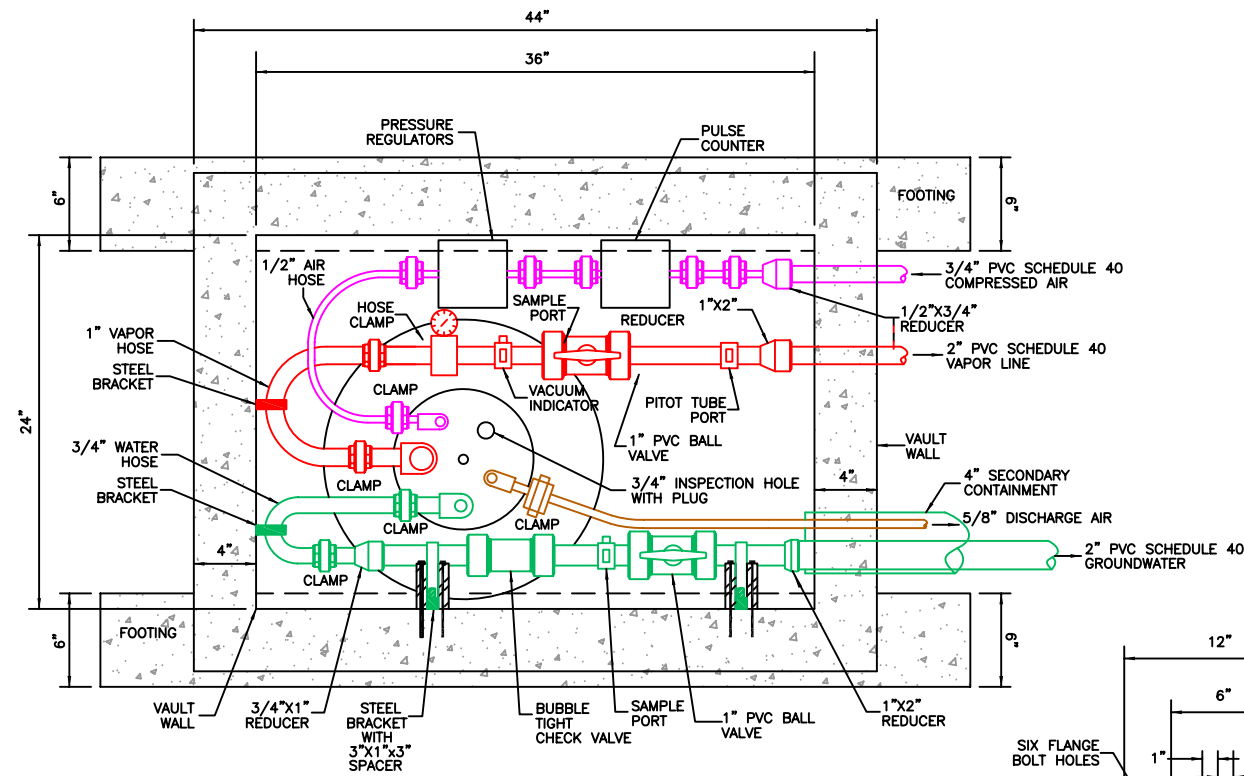 44”
36”
PRESSURE
REGULATORS
PULSE
COUNTER
6”
FOOTING
6”
1/2” AIR
HOSE
3/4” PVC SCHEDULE 40
COMPRESSED AIR
HOSE
CLAMP
SAMPLE
PORT
REDUCER
1”X2”
1/2”X3/4”
REDUCER
1” VAPOR
HOSE
2” PVC SCHEDULE 40
VAPOR LINE
STEEL
BRACKET
CLAMP
VACUUM
INDICATOR
PITOT TUBE
PORT
24”
1” PVC BALL
VALVE
VAULT
WALL
3/4” WATER
HOSE
STEEL
BRACKET
CLAMP
3/4” INSPECTION HOLE
WITH PLUG
4”
4” SECONDARY
CONTAINMENT
CLAMP
CLAMP
5/8” DISCHARGE AIR
4”
CLAMP
2” PVC SCHEDULE 40
GROUNDWATER
6”
FOOTING
6”
12”
VAULT
WALL
3/4”X1”
REDUCER
STEEL
BRACKET
WITH
3”X1”x3”
SPACER
BUBBLE
TIGHT
CHECK VALVE
SAMPLE
PORT
1” PVC BALL
VALVE
1”X2”
REDUCER
6”
SIX FLANGE
BOLT HOLES
1”